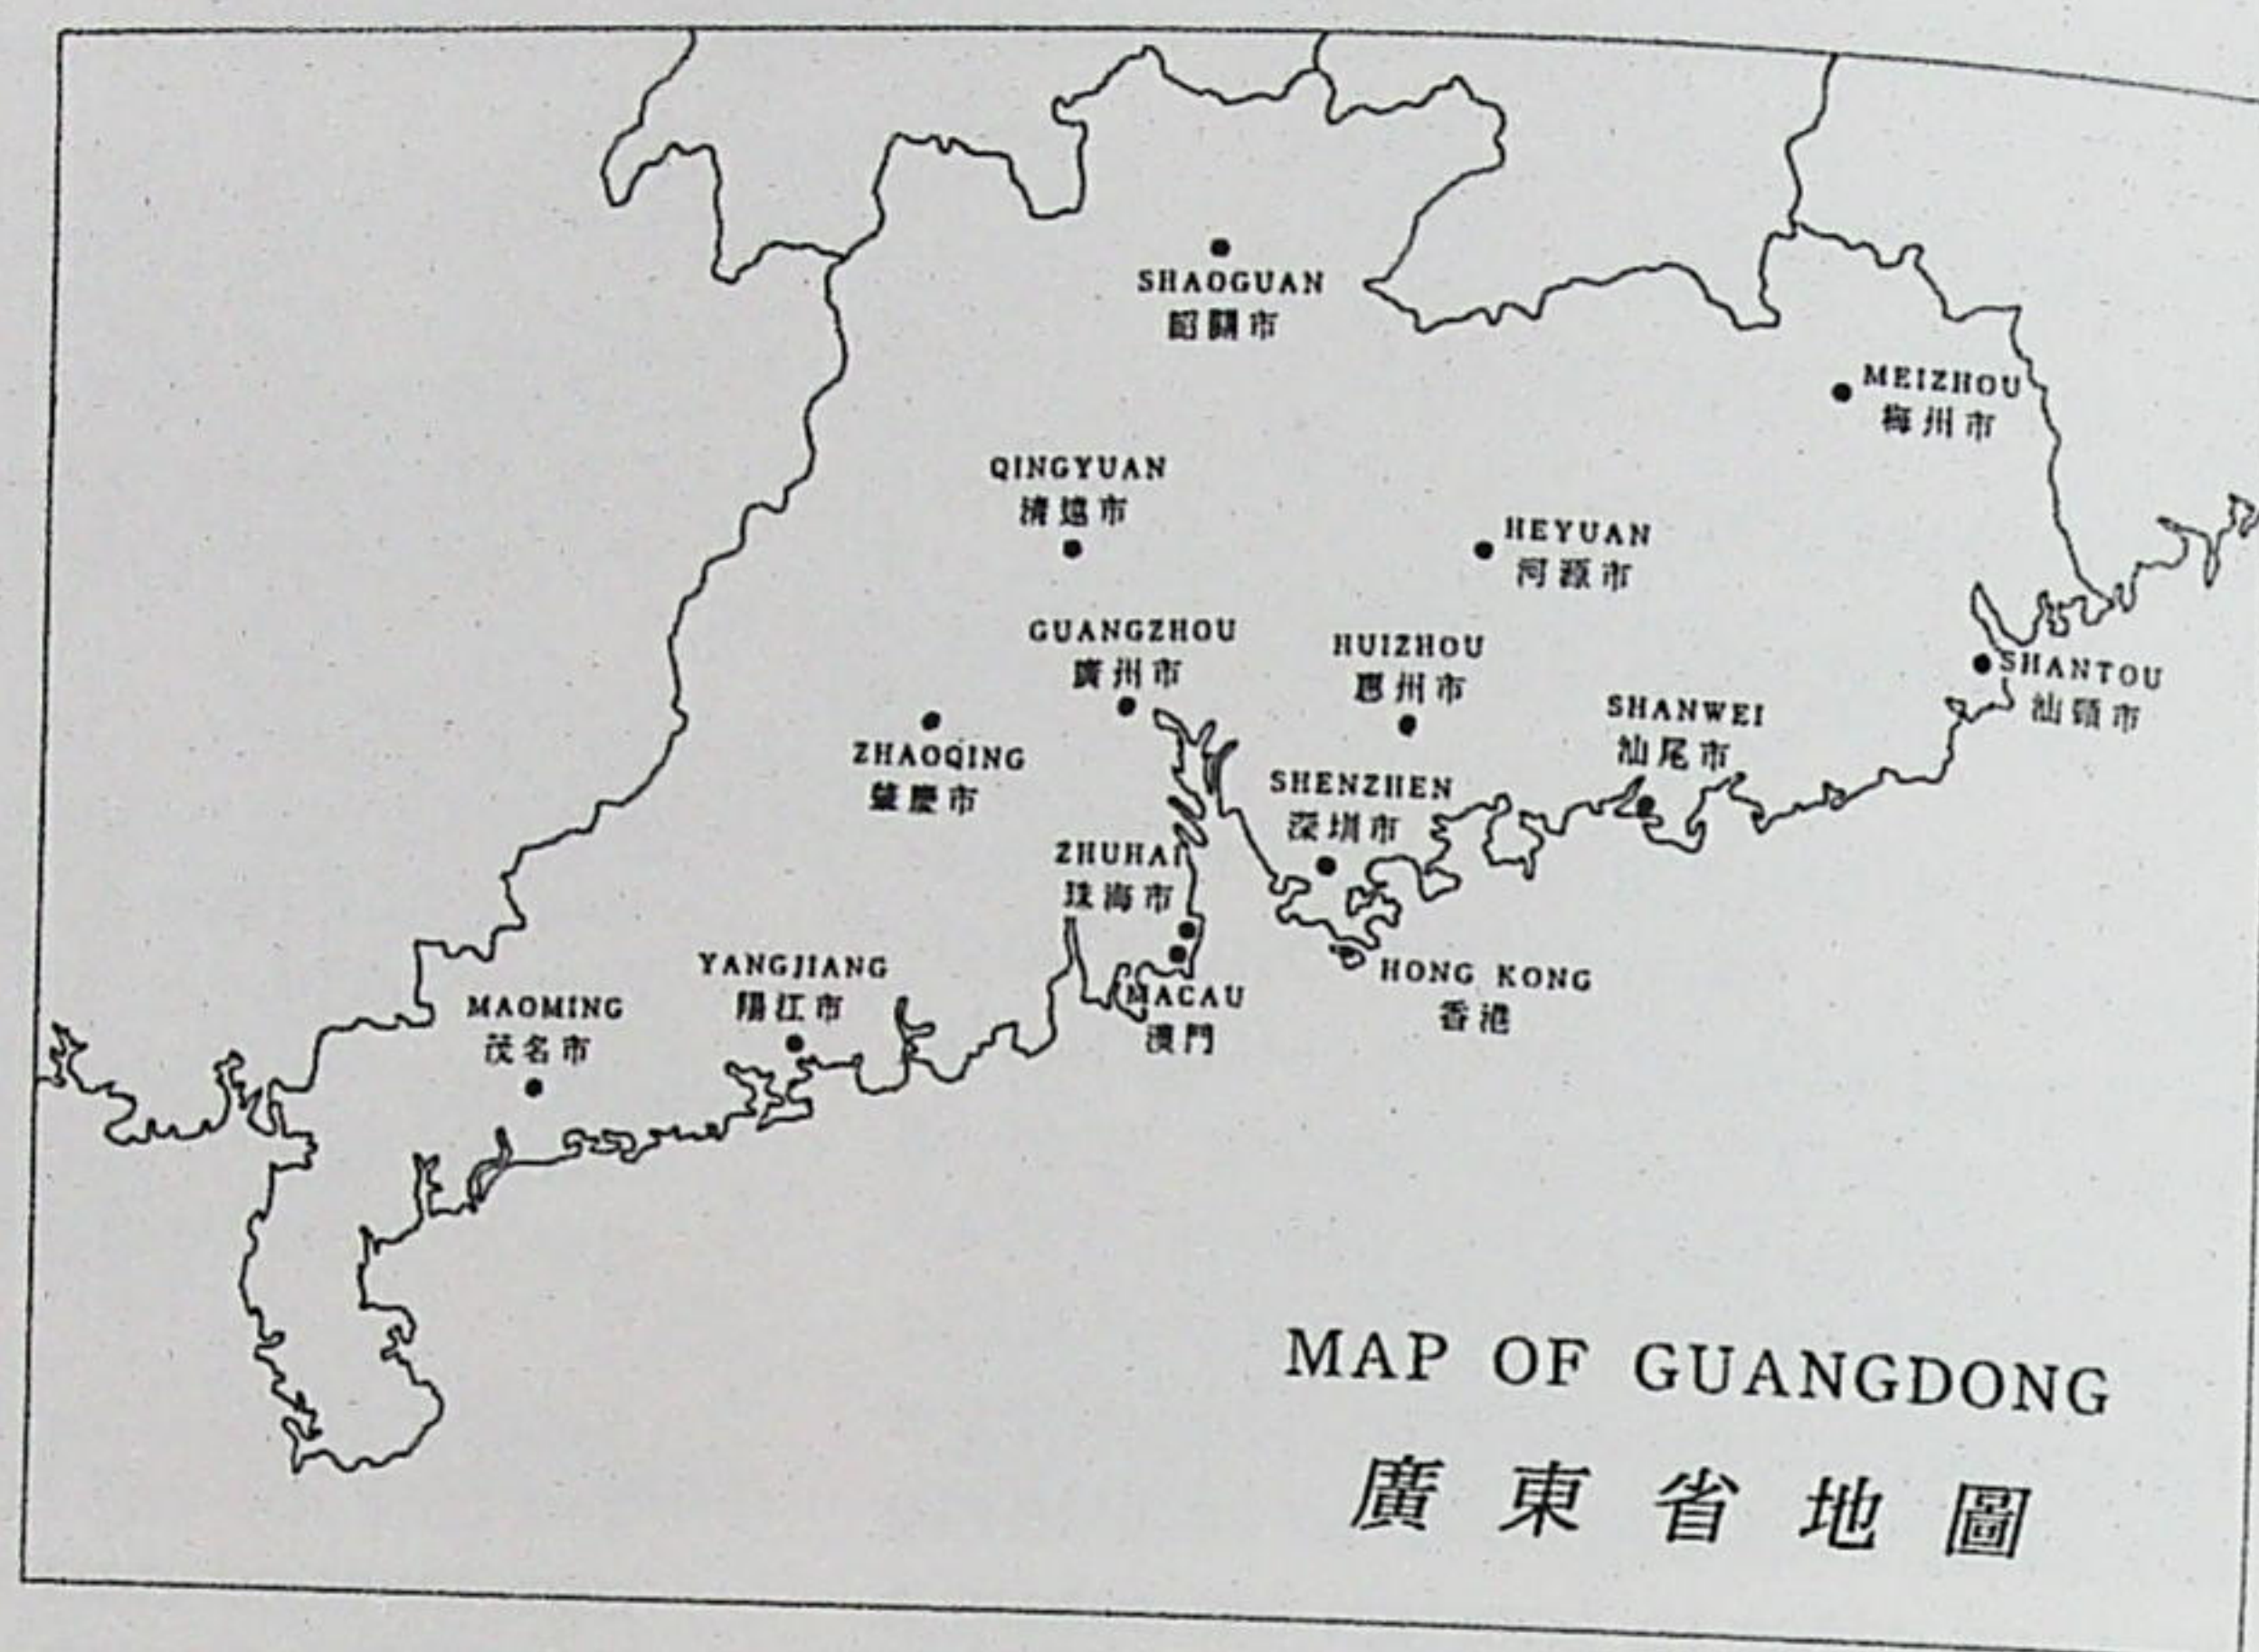 SHAOGUAN
韶關市
MEIZHOU
梅州市
QINGYUAN
清遠市
HEYUAN
河源市
GUANGZHOU
廣州市
HUIZHOU
惠州市
SHANTOU
汕頭市
SHANWEI
汕尾市
ZHAOQING
肇慶市
SHENZHEN
深圳市
ZHUHAI
珠海市
YANGJIANG
陽江市
HONG KONG
香港
MACAU
澳門
MAOMING
茂名市
MAP OF GUANGDONG
廣東省地圖